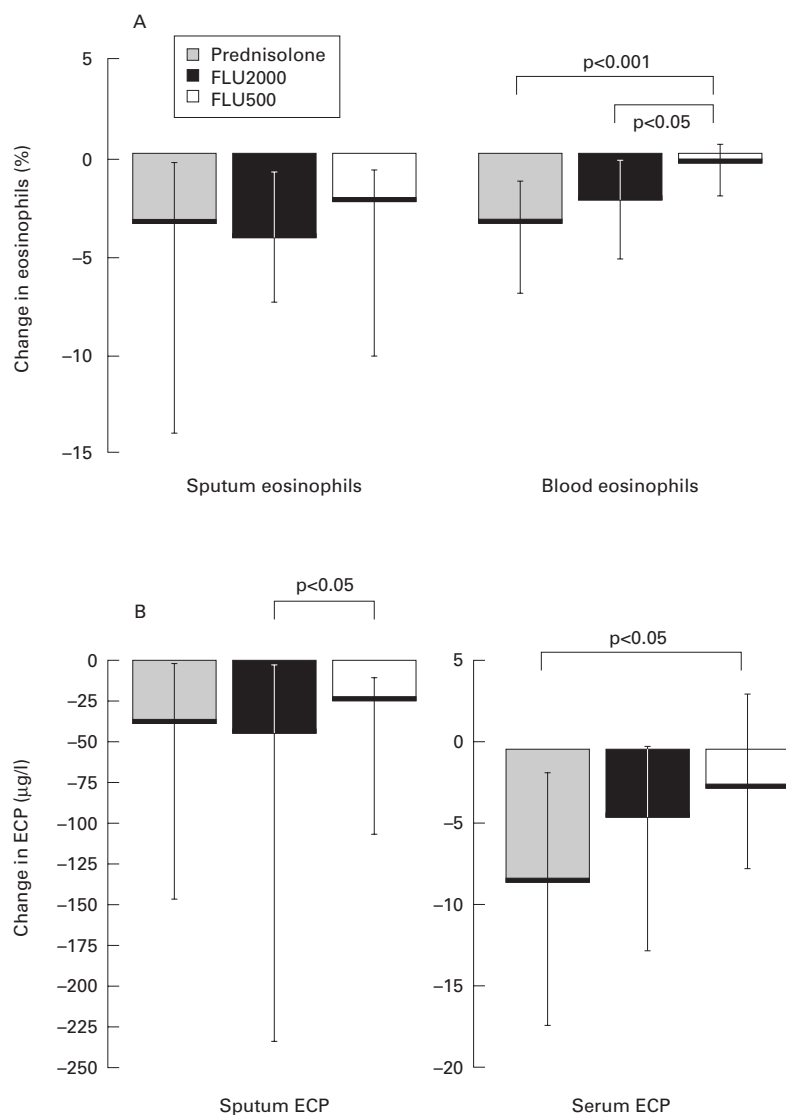 A
Prednisolone
FLU2000
FLU500
p<0.001
p<0.05
Change in eosinophils (%)
5
0
–5
–10
–15
Sputum eosinophils
Blood eosinophils
B
p<0.05
p<0.05
Change in ECP (μg/l)
0
–25
–50
–75
–100
–125
–150
–175
–200
–225
–250
5
0
–5
–10
–15
–20
Sputum ECP
Serum ECP